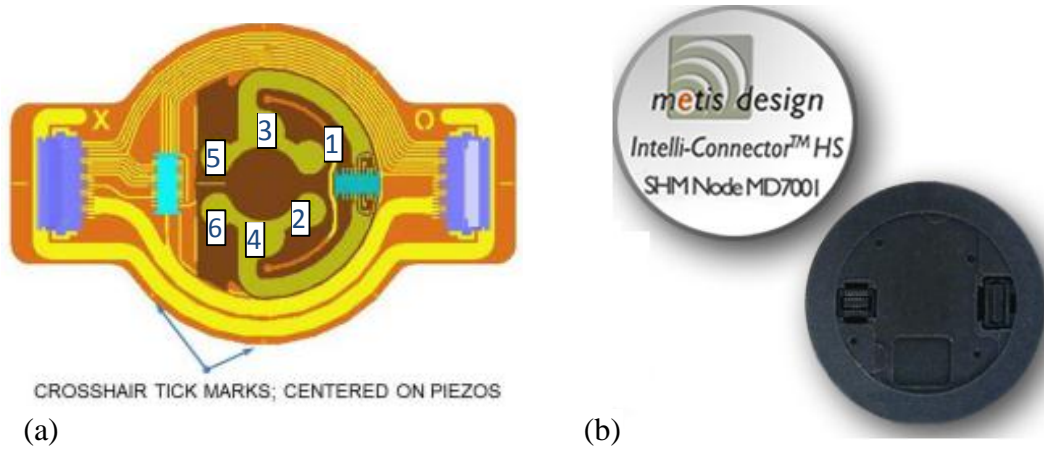 X
O
3
1
5
6
4
2
CROSSHAIR TICK MARKS; CENTERED ON PIEZOS
(a)
metis design
Intelli-Connector™ HS
SHM Node MD7001
(b)